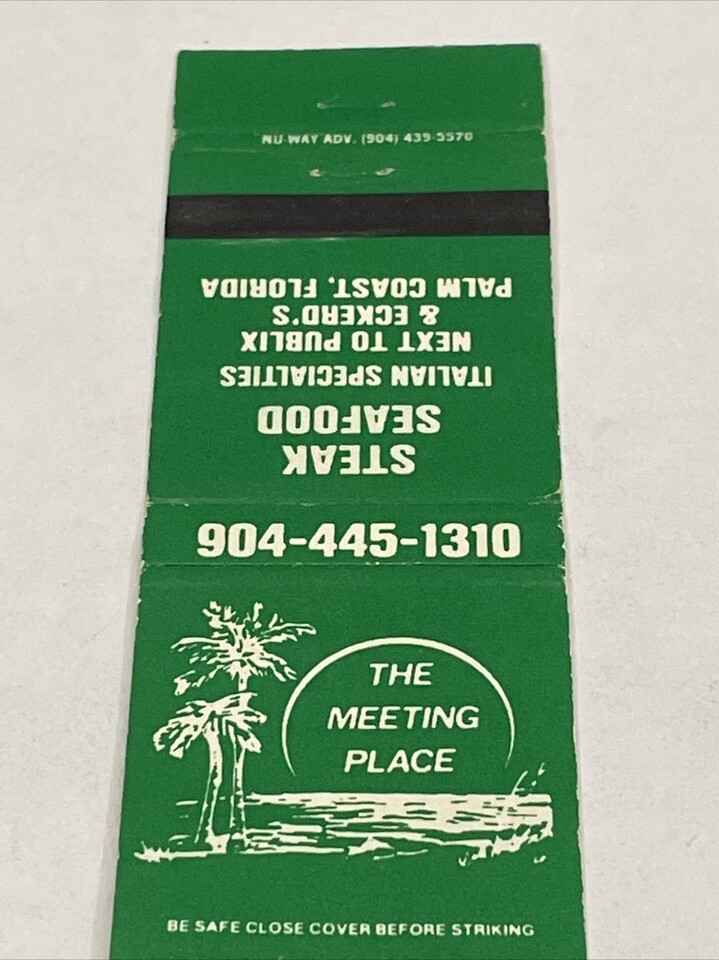 NU-WAY ADV. (904) 439-5570
STEAK
SEAFOOD
ITALIAN SPECIALTIES
NEXT TO PUBLIX
& ECKERD'S
PALM COAST, FLORIDA
904-445-1310
THE
MEETING
PLACE
BE SAFE CLOSE COVER BEFORE STRIKING